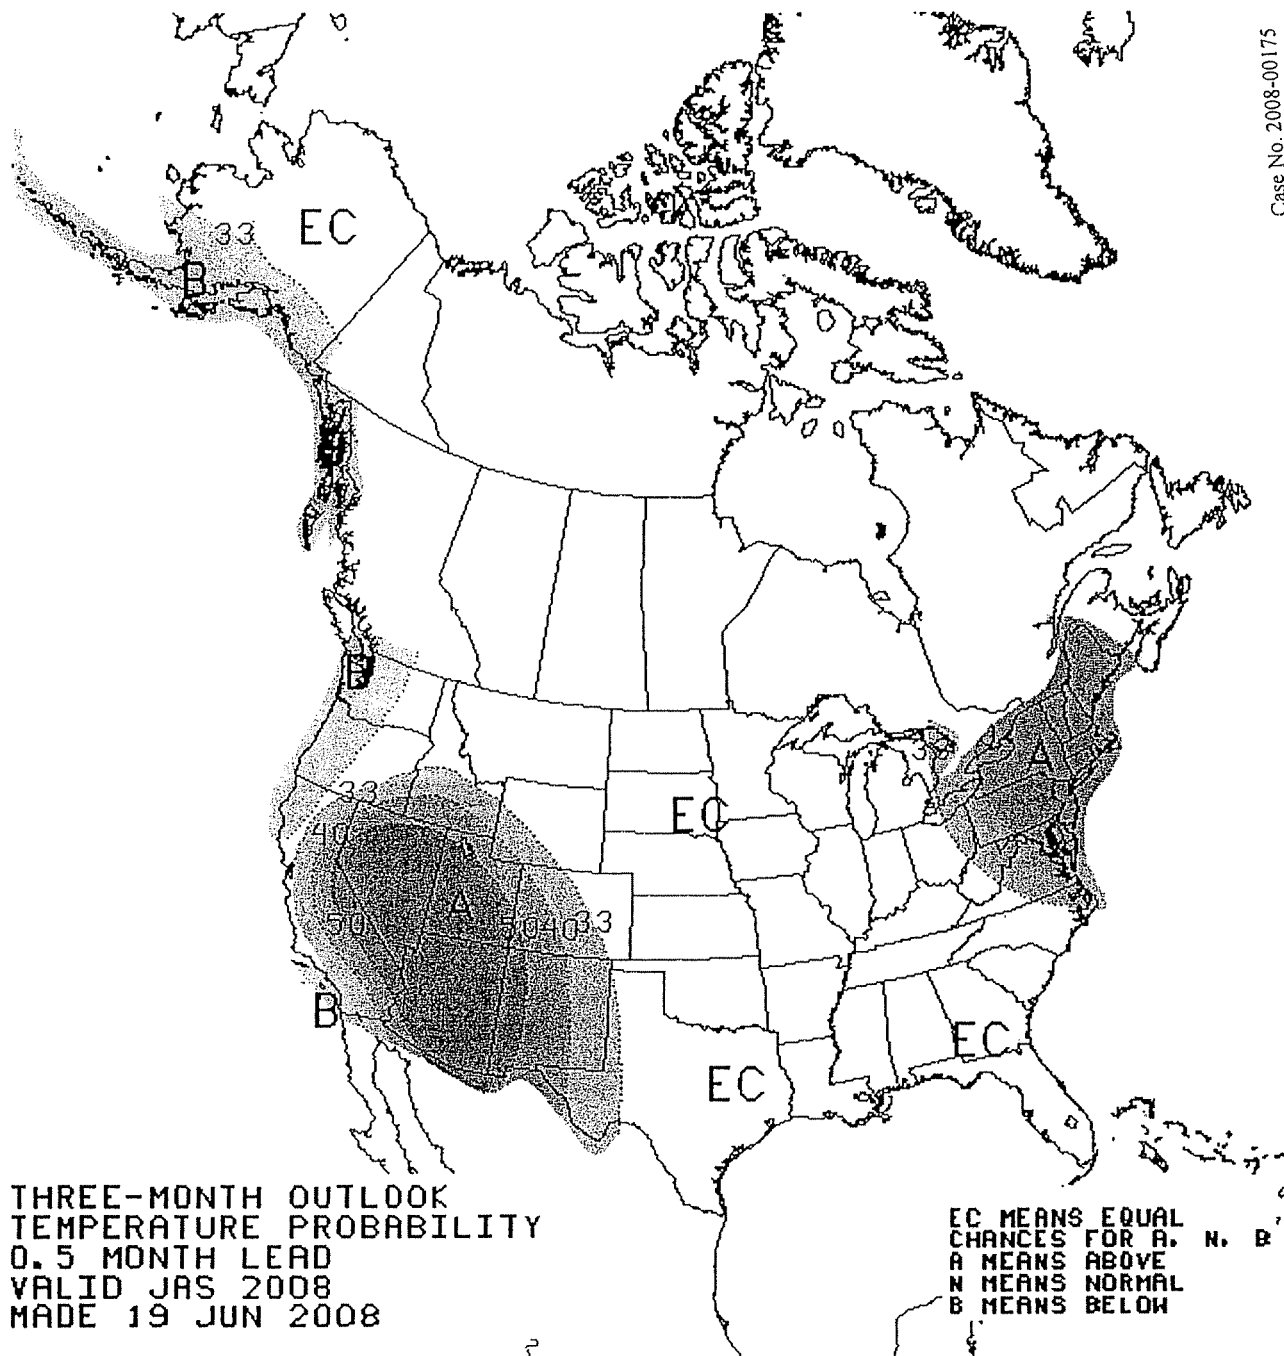 Case No. 2008-00175
EC
33
B
B
A
33
EC
40
A
50
504033
B
EC
EC
THREE-MONTH OUTLOOK
TEMPERATURE PROBABILITY
0.5 MONTH LEAD
VALID JAS 2008
MADE 19 JUN 2008
EC MEANS EQUAL
CHANCES FOR A, N, B
A MEANS ABOVE
N MEANS NORMAL
B MEANS BELOW